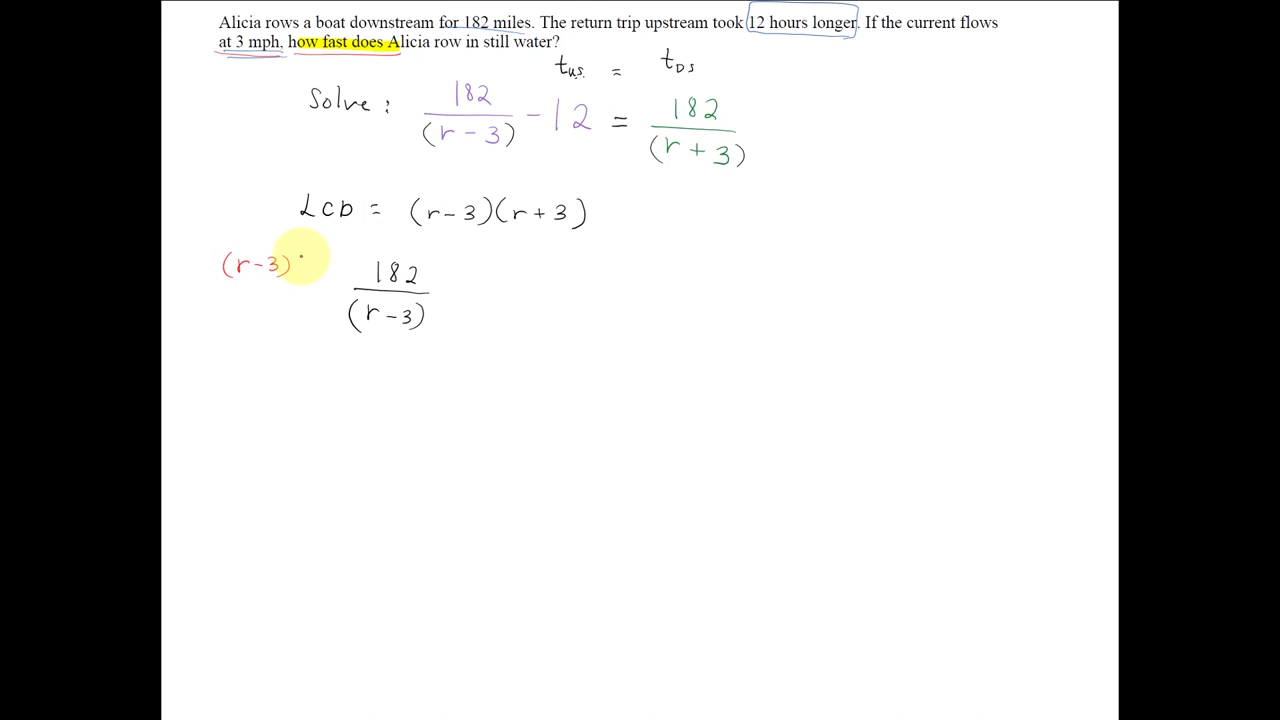 Alicia rows a boat downstream for 182 miles. The return trip upstream took 12 hours longer. If the current flows
at 3 mph, how fast does Alicia row in still water?
t_us. = t_DS
Solve : 182/(r - 3) - 12 = 182/(r + 3)
LCD = (r - 3)(r + 3)
(r - 3) · 182/(r - 3)